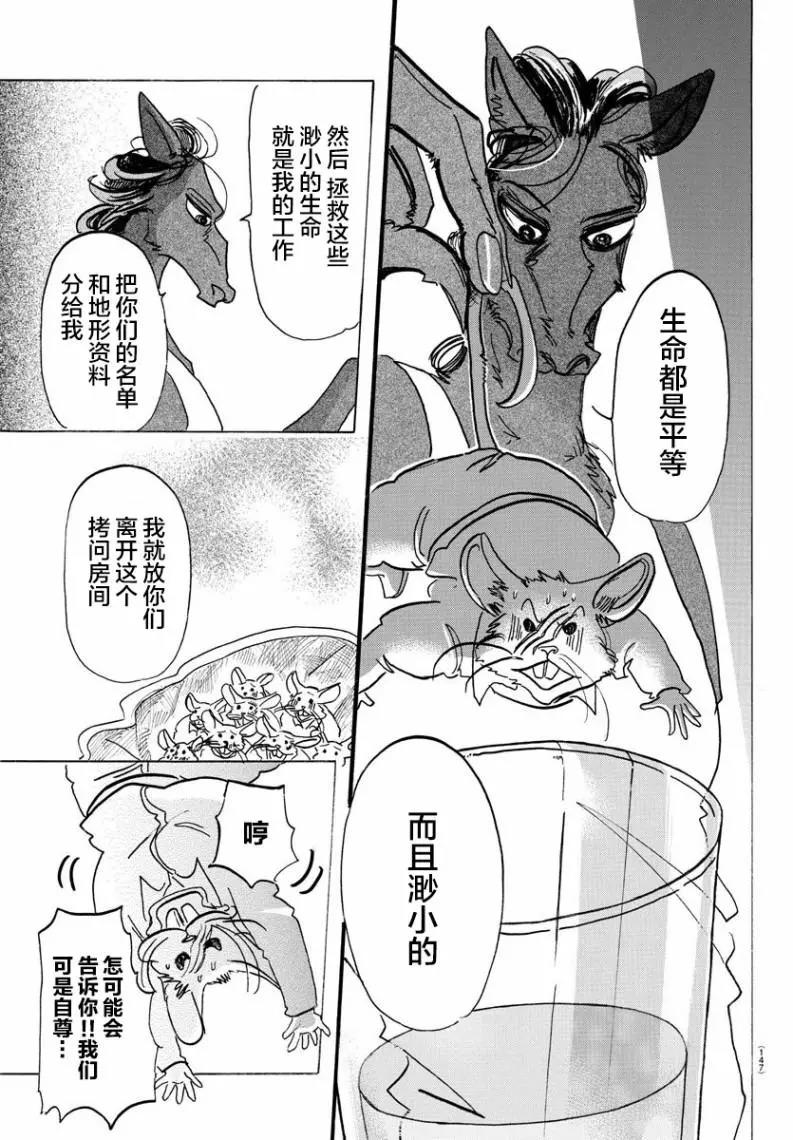 生命都是平等
而且渺小的
然后 拯救这些
渺小的生命
就是我的工作
把你们的名单
和地形资料
分给我
我就放你们
离开这个
拷问房间
哼
怎可能会
告诉你!!我们
可是自尊…
(147)